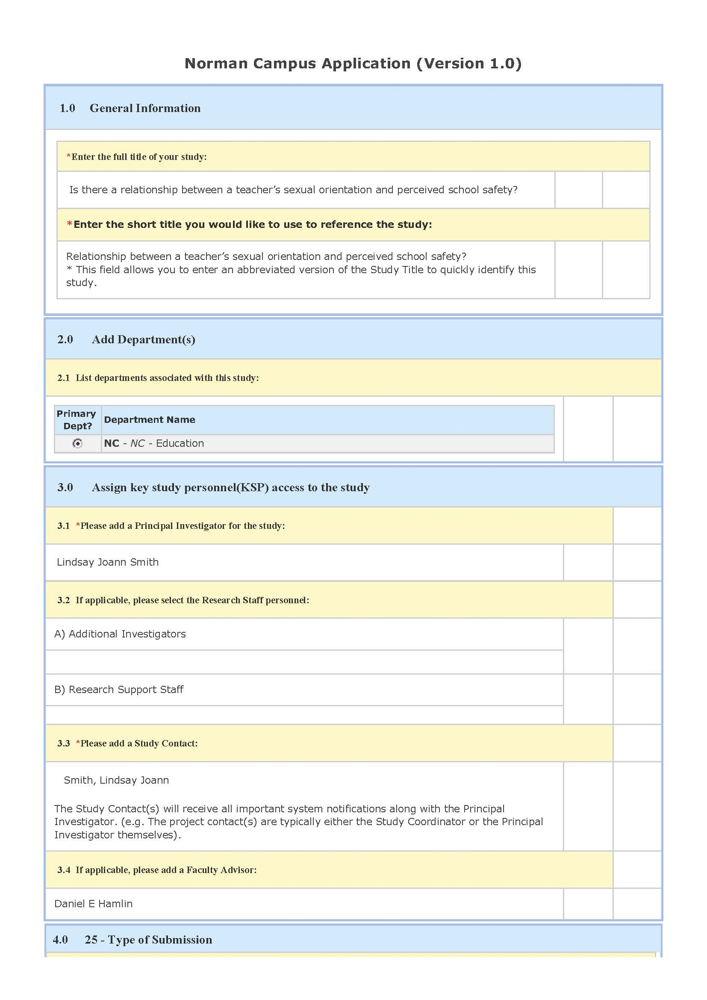 Norman Campus Application (Version 1.0)
1.0 General Information
*Enter the full title of your study:
Is there a relationship between a teacher’s sexual orientation and perceived school safety?
*Enter the short title you would like to use to reference the study:
Relationship between a teacher’s sexual orientation and perceived school safety?
* This field allows you to enter an abbreviated version of the Study Title to quickly identify this
study.
2.0 Add Department(s)
2.1 List departments associated with this study:
Primary
Dept?
Department Name
NC - NC - Education
3.0 Assign key study personnel(KSP) access to the study
3.1 *Please add a Principal Investigator for the study:
Lindsay Joann Smith
3.2 If applicable, please select the Research Staff personnel:
A) Additional Investigators
B) Research Support Staff
3.3 *Please add a Study Contact:
Smith, Lindsay Joann
The Study Contact(s) will receive all important system notifications along with the Principal
Investigator. (e.g. The project contact(s) are typically either the Study Coordinator or the Principal
Investigator themselves).
3.4 If applicable, please add a Faculty Advisor:
Daniel E Hamlin
4.0 25 - Type of Submission